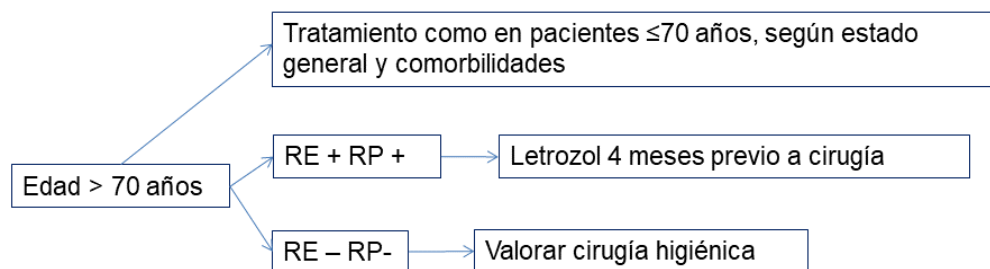 Tratamiento como en pacientes ≤70 años, según estado
general y comorbilidades
RE + RP +
Letrozol 4 meses previo a cirugía
Edad > 70 años
RE – RP-
Valorar cirugía higiénica